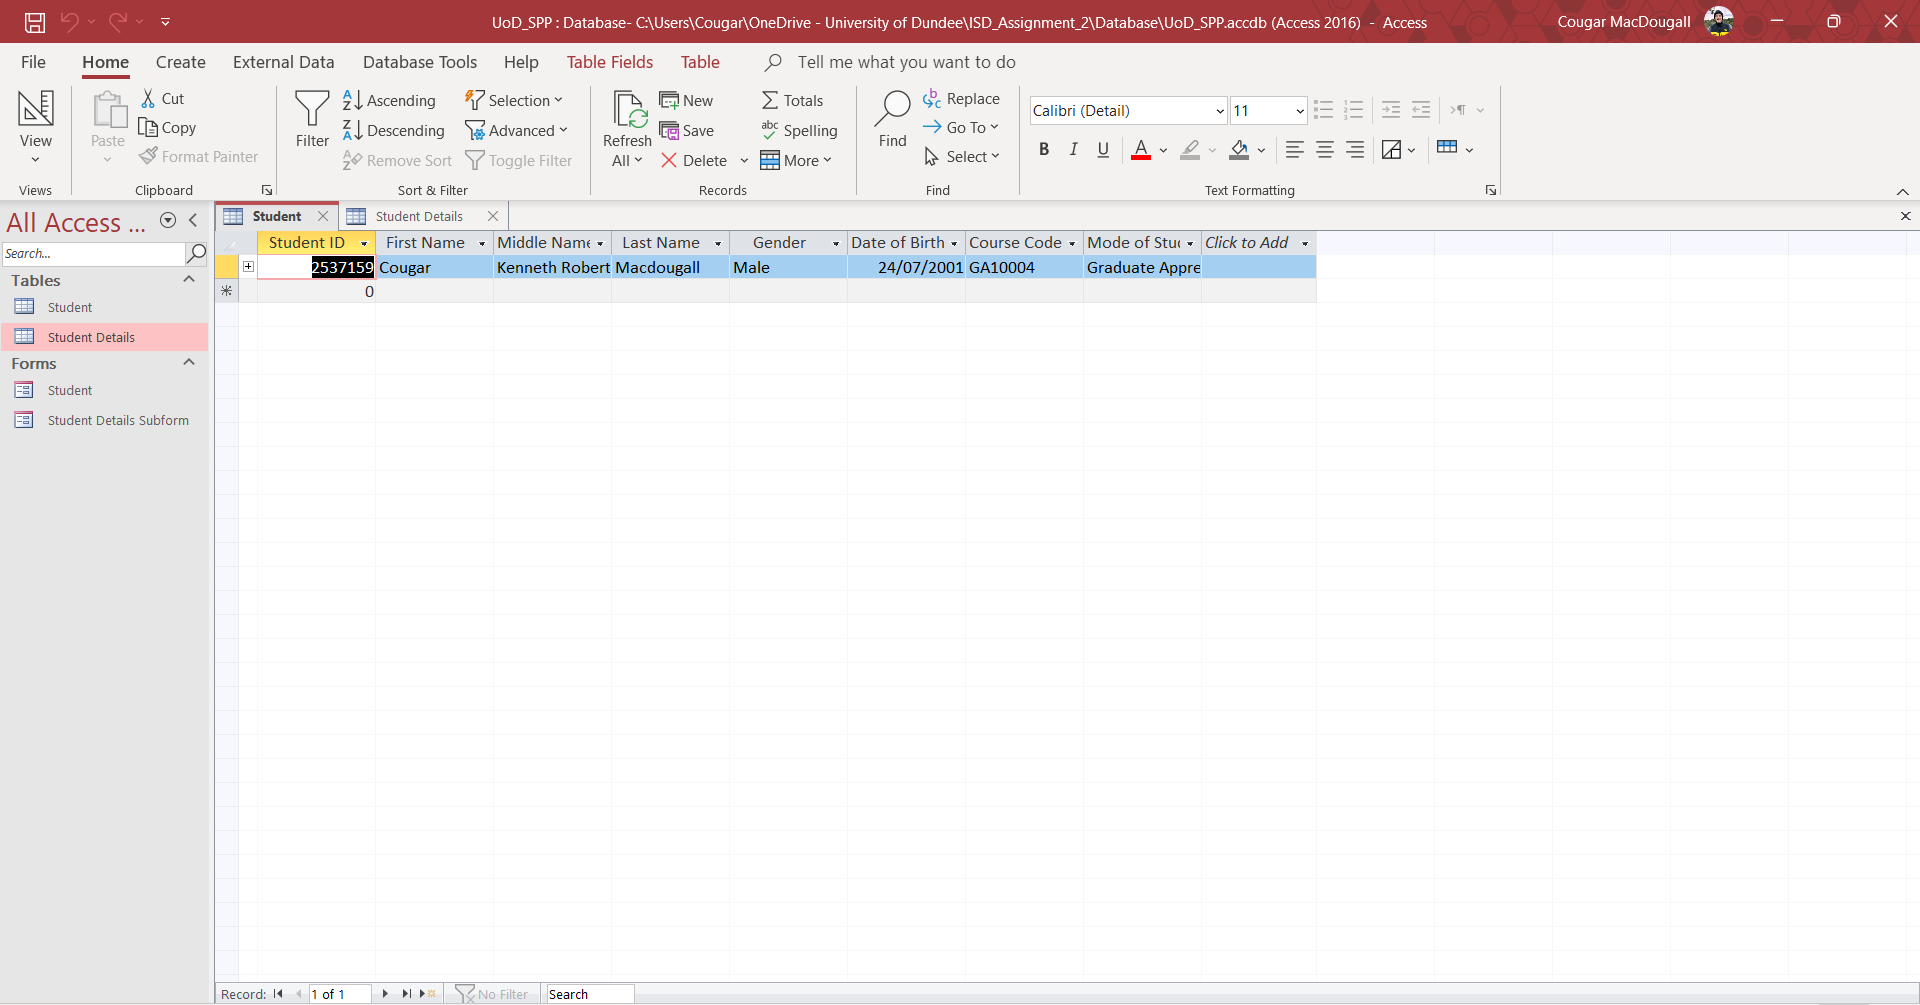 UoD_SPP : Database- C:\Users\Cougar\OneDrive - University of Dundee\ISD_Assignment_2\Database\UoD_SPP.accdb (Access 2016) - Access
Cougar MacDougall
File Home Create External Data Database Tools Help Table Fields Table Tell me what you want to do
View
Views
Paste
Cut
Copy
Format Painter
Clipboard
Filter
Ascending
Descending
Remove Sort
Selection
Advanced
Toggle Filter
Sort & Filter
Refresh
All
New
Save
Delete
Totals
Spelling
More
Records
Find
Replace
Go To
Select
Find
Calibri (Detail) 11
B I U A
Text Formatting
All Access ...
Search...
Tables
Student
Student Details
Forms
Student
Student Details Subform
Student Student Details
Student ID First Name Middle Name Last Name Gender Date of Birth Course Code Mode of Stu Click to Add
2537159 Cougar Kenneth Robert Macdougall Male 24/07/2001 GA10004 Graduate Appre
0
Record: 1 of 1 No Filter Search